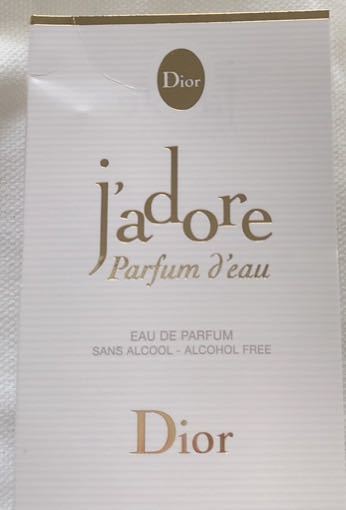 Dior
j'adore
Parfum d'eau
EAU DE PARFUM
SANS ALCOOL - ALCOHOL FREE
Dior